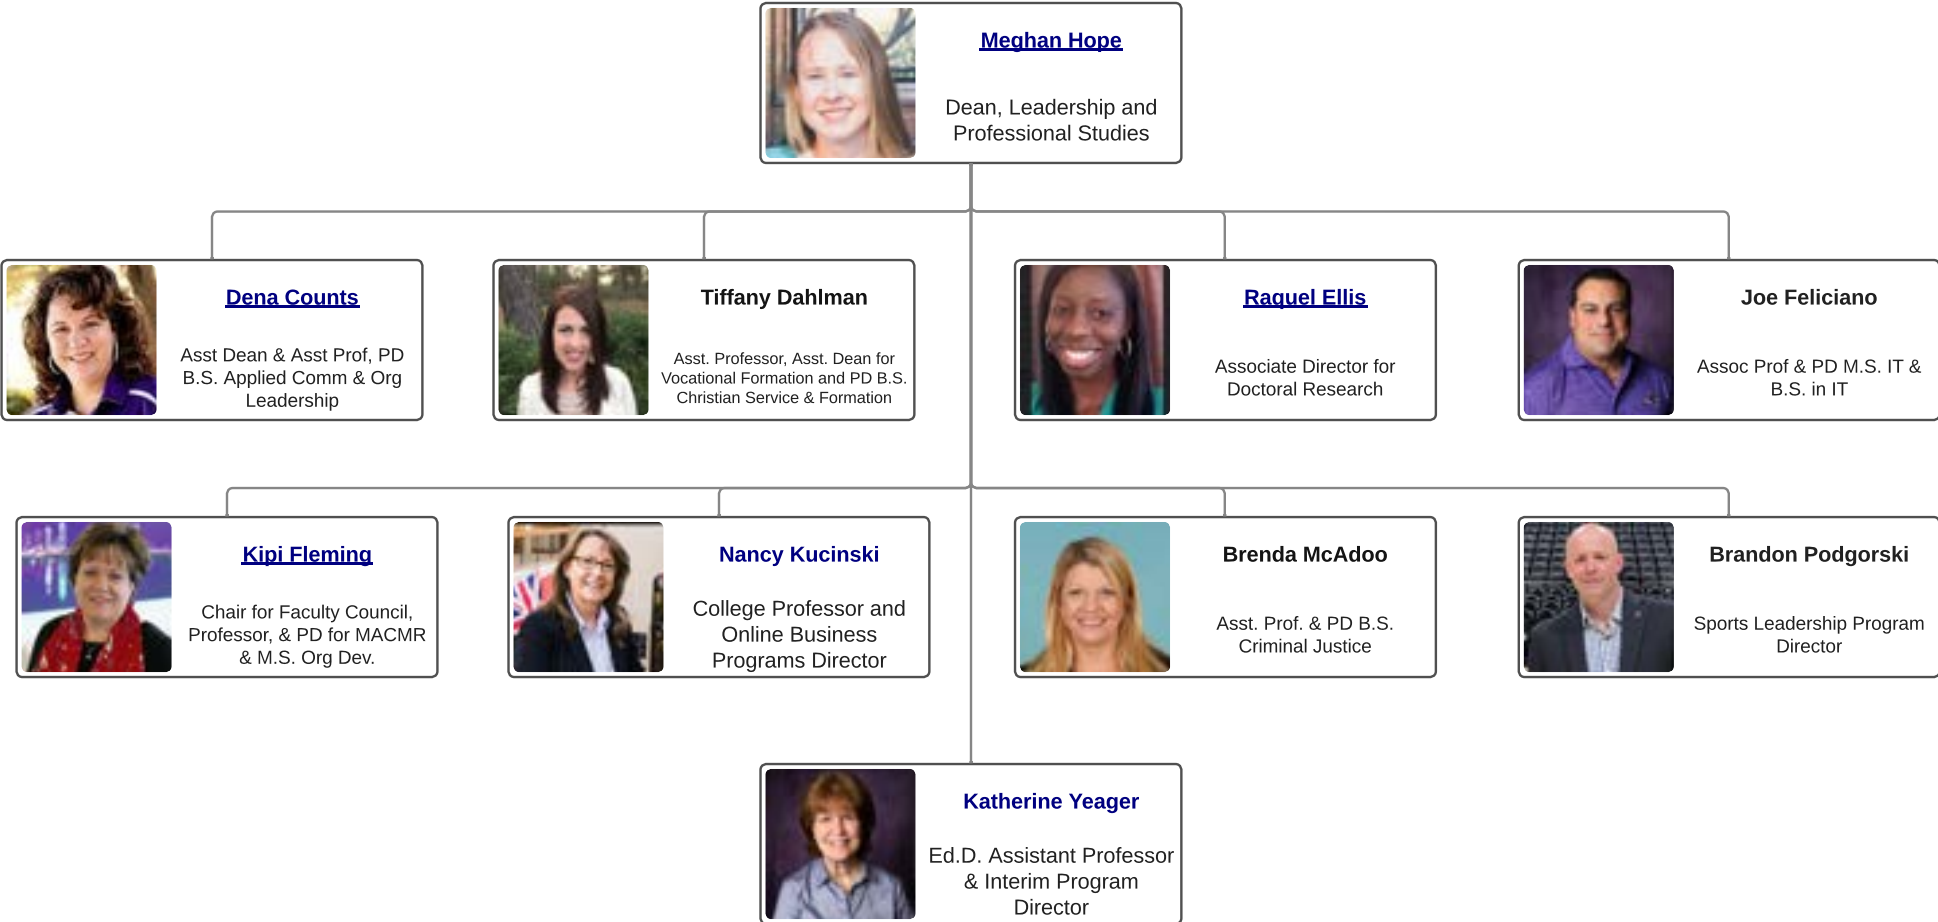 Meghan Hope
Dean, Leadership and
Professional Studies
Dena Counts
Asst Dean & Asst Prof, PD
B.S. Applied Comm & Org
Leadership
Tiffany Dahlman
Asst. Professor, Asst. Dean for
Vocational Formation and PD B.S.
Christian Service & Formation
Raquel Ellis
Associate Director for
Doctoral Research
Joe Feliciano
Assoc Prof & PD M.S. IT &
B.S. in IT
Kipi Fleming
Chair for Faculty Council,
Professor, & PD for MACMR
& M.S. Org Dev.
Nancy Kucinski
College Professor and
Online Business
Programs Director
Brenda McAdoo
Asst. Prof. & PD B.S.
Criminal Justice
Brandon Podgorski
Sports Leadership Program
Director
Katherine Yeager
Ed.D. Assistant Professor
& Interim Program
Director